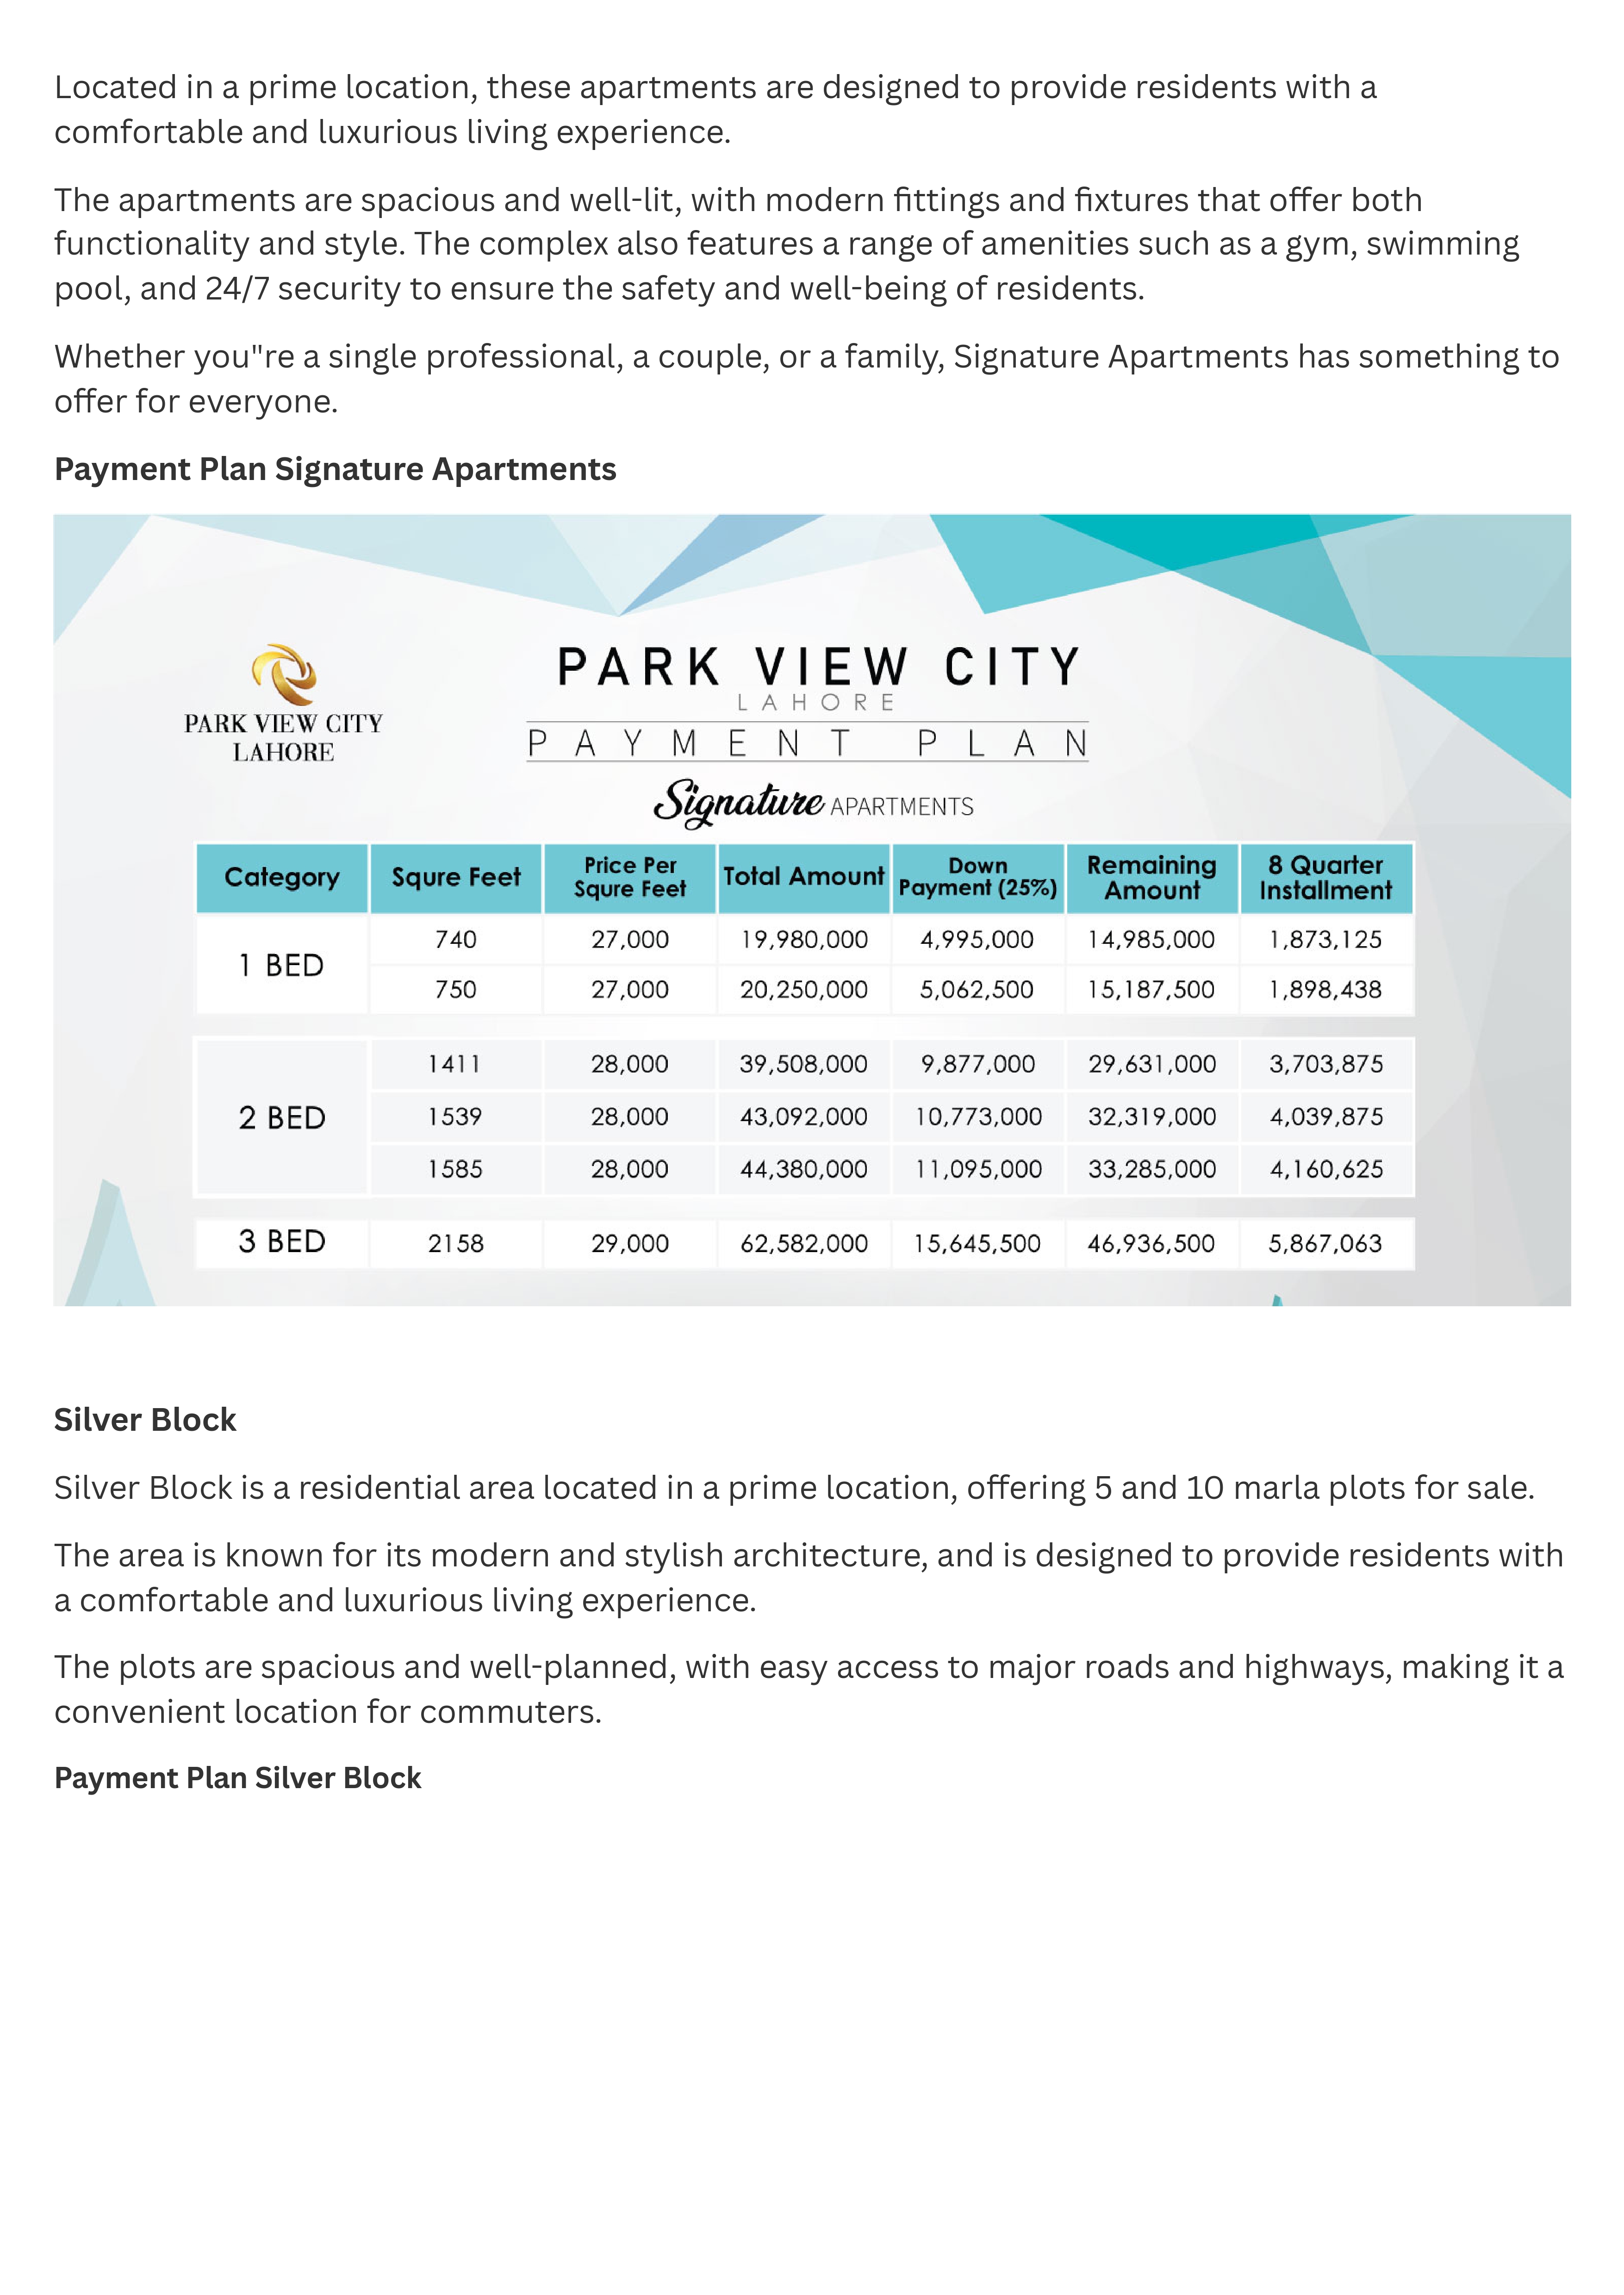 Located in a prime location, these apartments are designed to provide residents with a
comfortable and luxurious living experience.
The apartments are spacious and well-lit, with modern fittings and fixtures that offer both
functionality and style. The complex also features a range of amenities such as a gym, swimming
pool, and 24/7 security to ensure the safety and well-being of residents.
Whether you"re a single professional, a couple, or a family, Signature Apartments has something to
offer for everyone.
Payment Plan Signature Apartments
PARK VIEW CITY
LAHORE
PARK VIEW CITY
LAHORE
PAYMENT PLAN
Signature APARTMENTS
Category Squre Feet Price Per Squre Feet Total Amount Down Payment (25%) Remaining Amount 8 Quarter Installment
1 BED
740 27,000 19,980,000 4,995,000 14,985,000 1,873,125
750 27,000 20,250,000 5,062,500 15,187,500 1,898,438
2 BED
1411 28,000 39,508,000 9,877,000 29,631,000 3,703,875
1539 28,000 43,092,000 10,773,000 32,319,000 4,039,875
1585 28,000 44,380,000 11,095,000 33,285,000 4,160,625
3 BED 2158 29,000 62,582,000 15,645,500 46,936,500 5,867,063
Silver Block
Silver Block is a residential area located in a prime location, offering 5 and 10 marla plots for sale.
The area is known for its modern and stylish architecture, and is designed to provide residents with
a comfortable and luxurious living experience.
The plots are spacious and well-planned, with easy access to major roads and highways, making it a
convenient location for commuters.
Payment Plan Silver Block